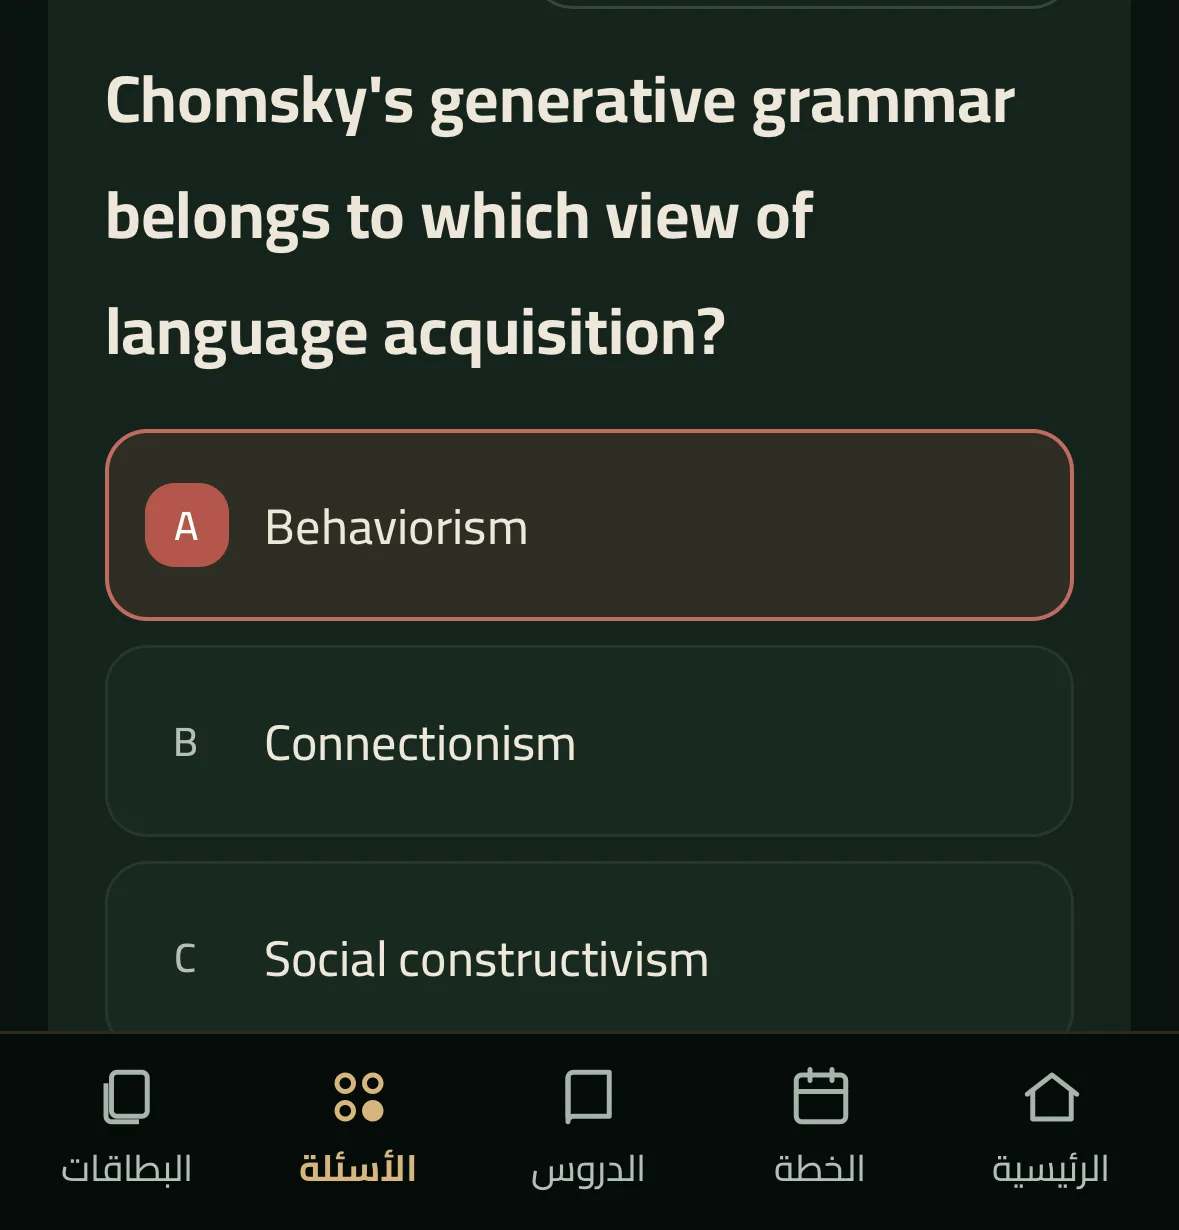 Chomsky's generative grammar
belongs to which view of
language acquisition?
A Behaviorism
B Connectionism
C Social constructivism
الرئيسية الخطة الدروس الأسئلة البطاقات